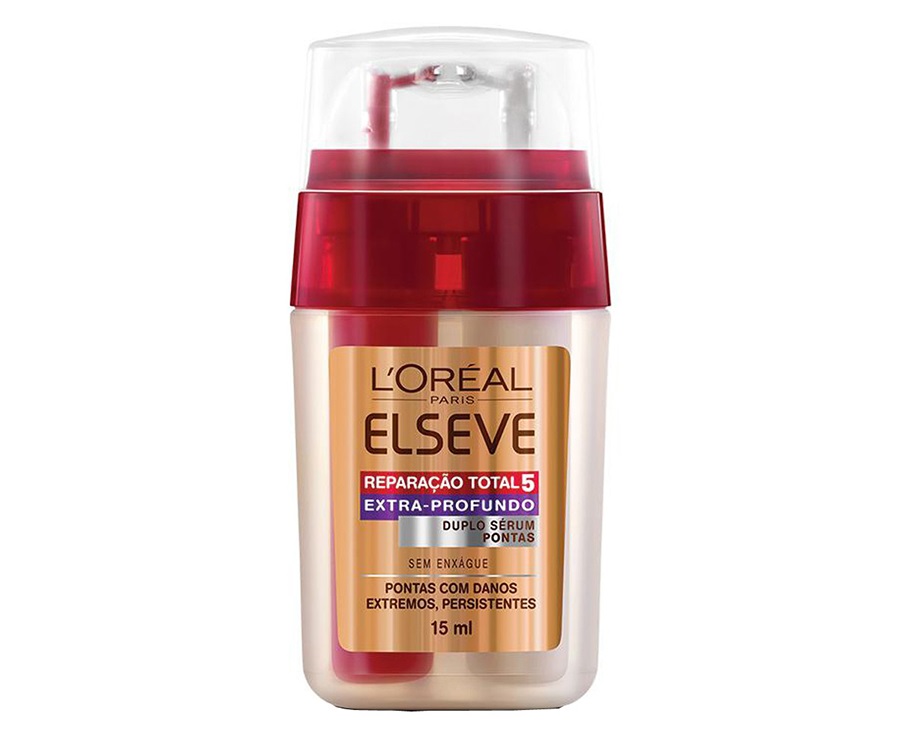 L'ORÉAL
PARIS
ELSEVE
REPARAÇÃO TOTAL 5
EXTRA-PROFUNDO
DUPLO SÉRUM
PONTAS
SEM ENXÁGUE
PONTAS COM DANOS
EXTREMOS, PERSISTENTES
15 ml